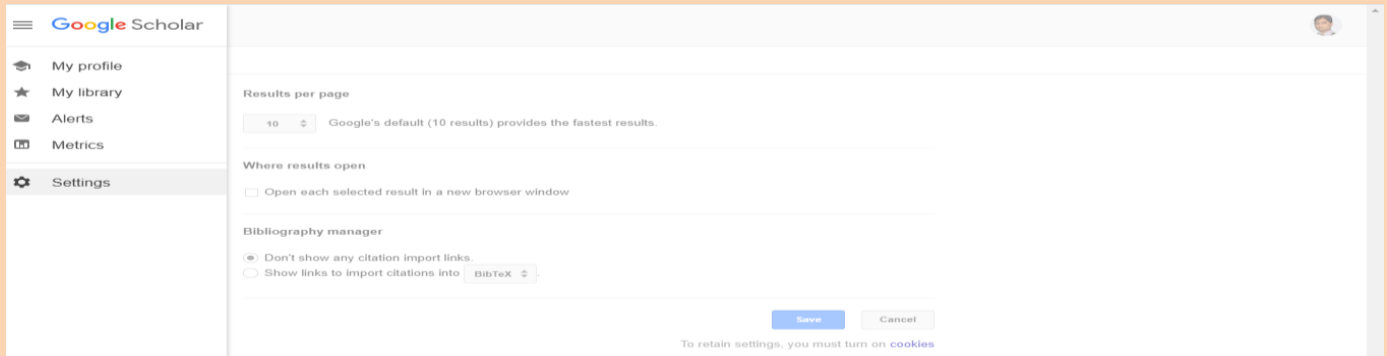 Google Scholar
My profile
My library
Alerts
Metrics
Settings
Results per page
10 Google's default (10 results) provides the fastest results.
Where results open
Open each selected result in a new browser window
Bibliography manager
Don't show any citation import links.
Show links to import citations into BibTeX .
Save Cancel
To retain settings, you must turn on cookies